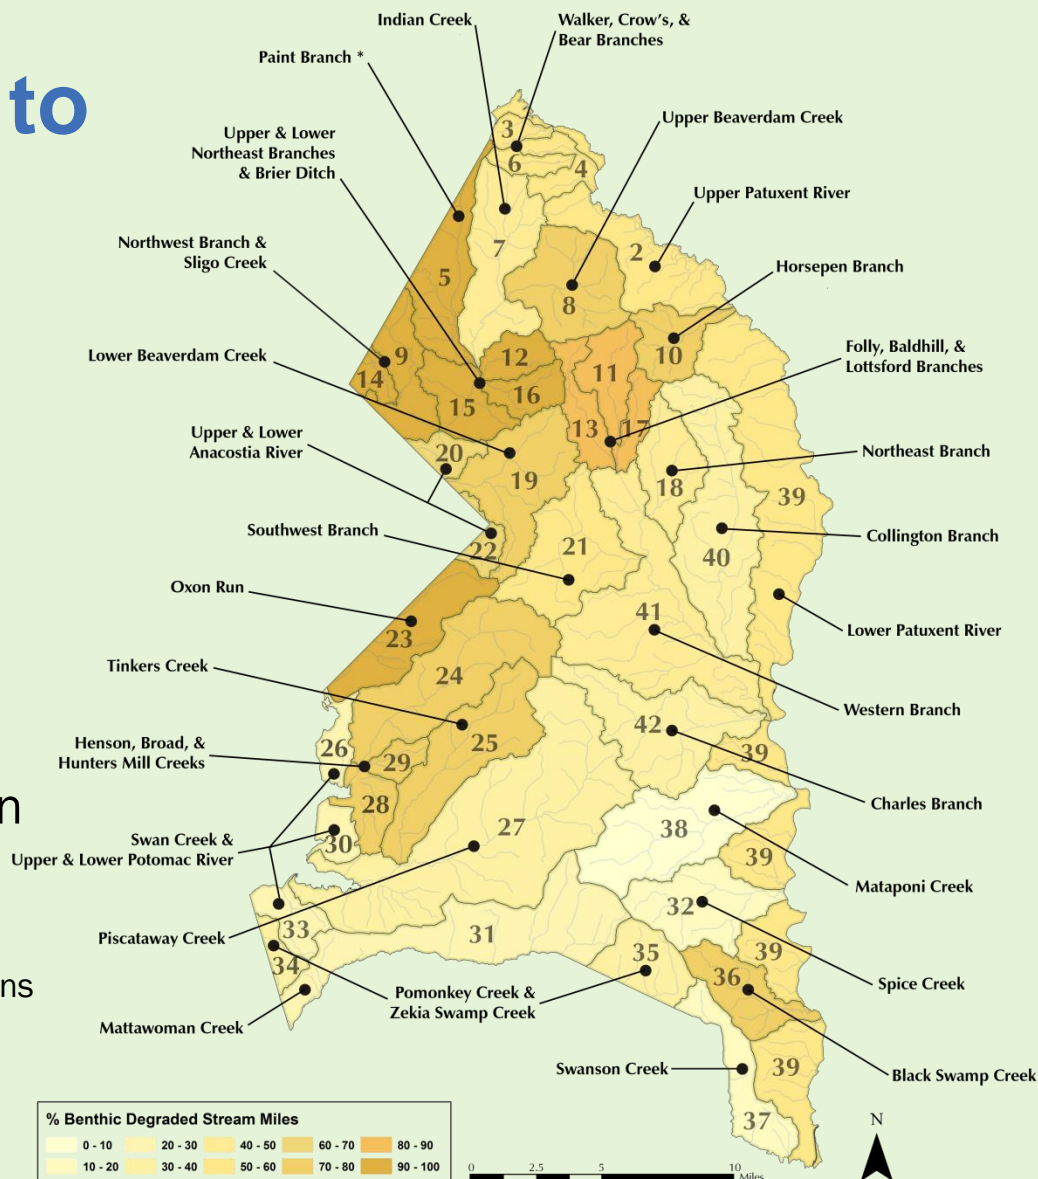 to
Indian Creek
Walker, Crow's, &
Bear Branches
Paint Branch *
Upper & Lower
Northeast Branches
& Brier Ditch
Upper Beaverdam Creek
Upper Patuxent River
Northwest Branch &
Sligo Creek
Horsepen Branch
Lower Beaverdam Creek
Folly, Baldhill, &
Lottsford Branches
Upper & Lower
Anacostia River
Northeast Branch
Southwest Branch
Collington Branch
Oxon Run
Lower Patuxent River
Tinkers Creek
Western Branch
Henson, Broad, &
Hunters Mill Creeks
n
Charles Branch
Swan Creek &
Upper & Lower Potomac River
Mataponi Creek
Piscataway Creek
ns
Spice Creek
Pomonkey Creek &
Zekia Swamp Creek
Mattawoman Creek
Swanson Creek
Black Swamp Creek
3
6
4
7
2
5
8
9
12
10
11
14
16
15
13
17
20
19
18
39
21
22
40
23
41
24
42
26
25
29
39
28
27
30
38
39
32
33
31
34
35
39
36
39
37
% Benthic Degraded Stream Miles
0 - 10
20 - 30
40 - 50
60 - 70
80 - 90
10 - 20
30 - 40
50 - 60
70 - 80
90 - 100
0
2.5
5
10
Miles
N